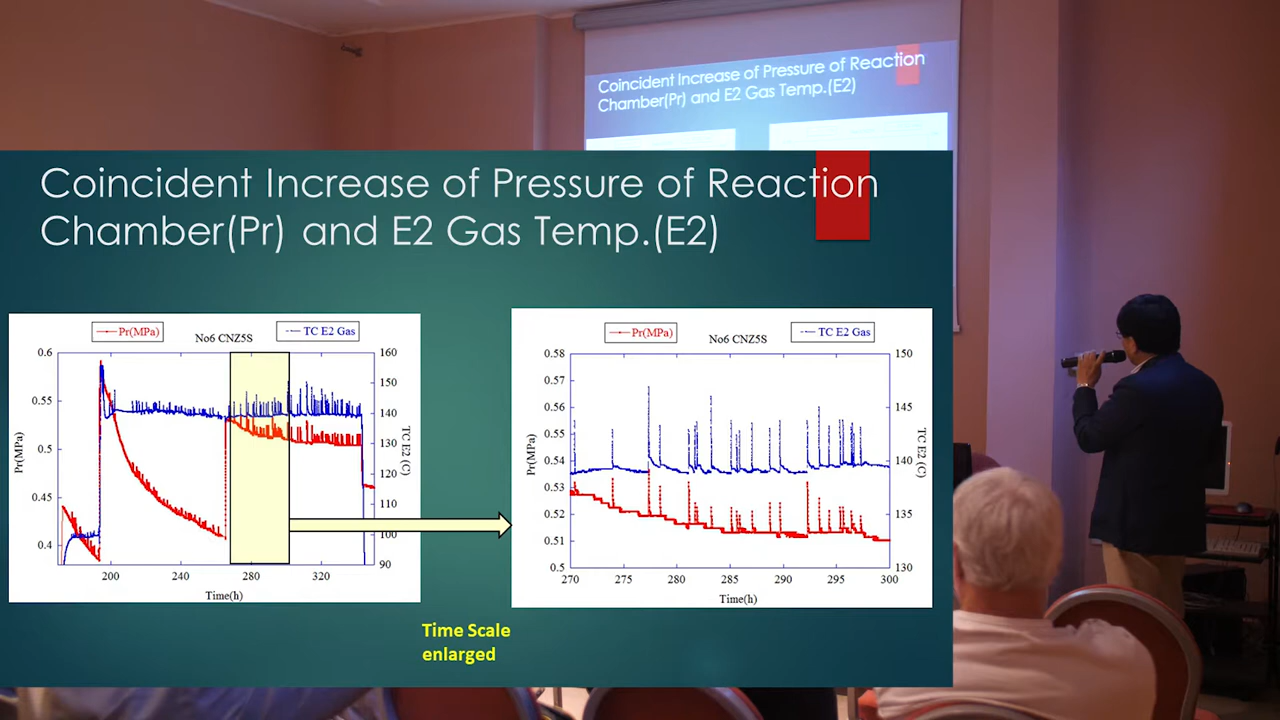 Coincident Increase of Pressure of Reaction
Chamber(Pr) and E2 Gas Temp.(E2)
Coincident Increase of Pressure of Reaction
Chamber(Pr) and E2 Gas Temp.(E2)
Pr(MPa)
No6 CNZ5S
TC E2 Gas
0.6
0.55
0.5
0.45
0.4
Pr(MPa)
160
150
140
130
120
110
100
90
TC E2 (C)
200 240 280 320
Time(h)
Pr(MPa)
No6 CNZ5S
TC E2 Gas
0.58
0.57
0.56
0.55
0.54
0.53
0.52
0.51
0.5
Pr(MPa)
150
145
140
135
130
TC E2 (C)
270 275 280 285 290 295 300
Time(h)
Time Scale
enlarged